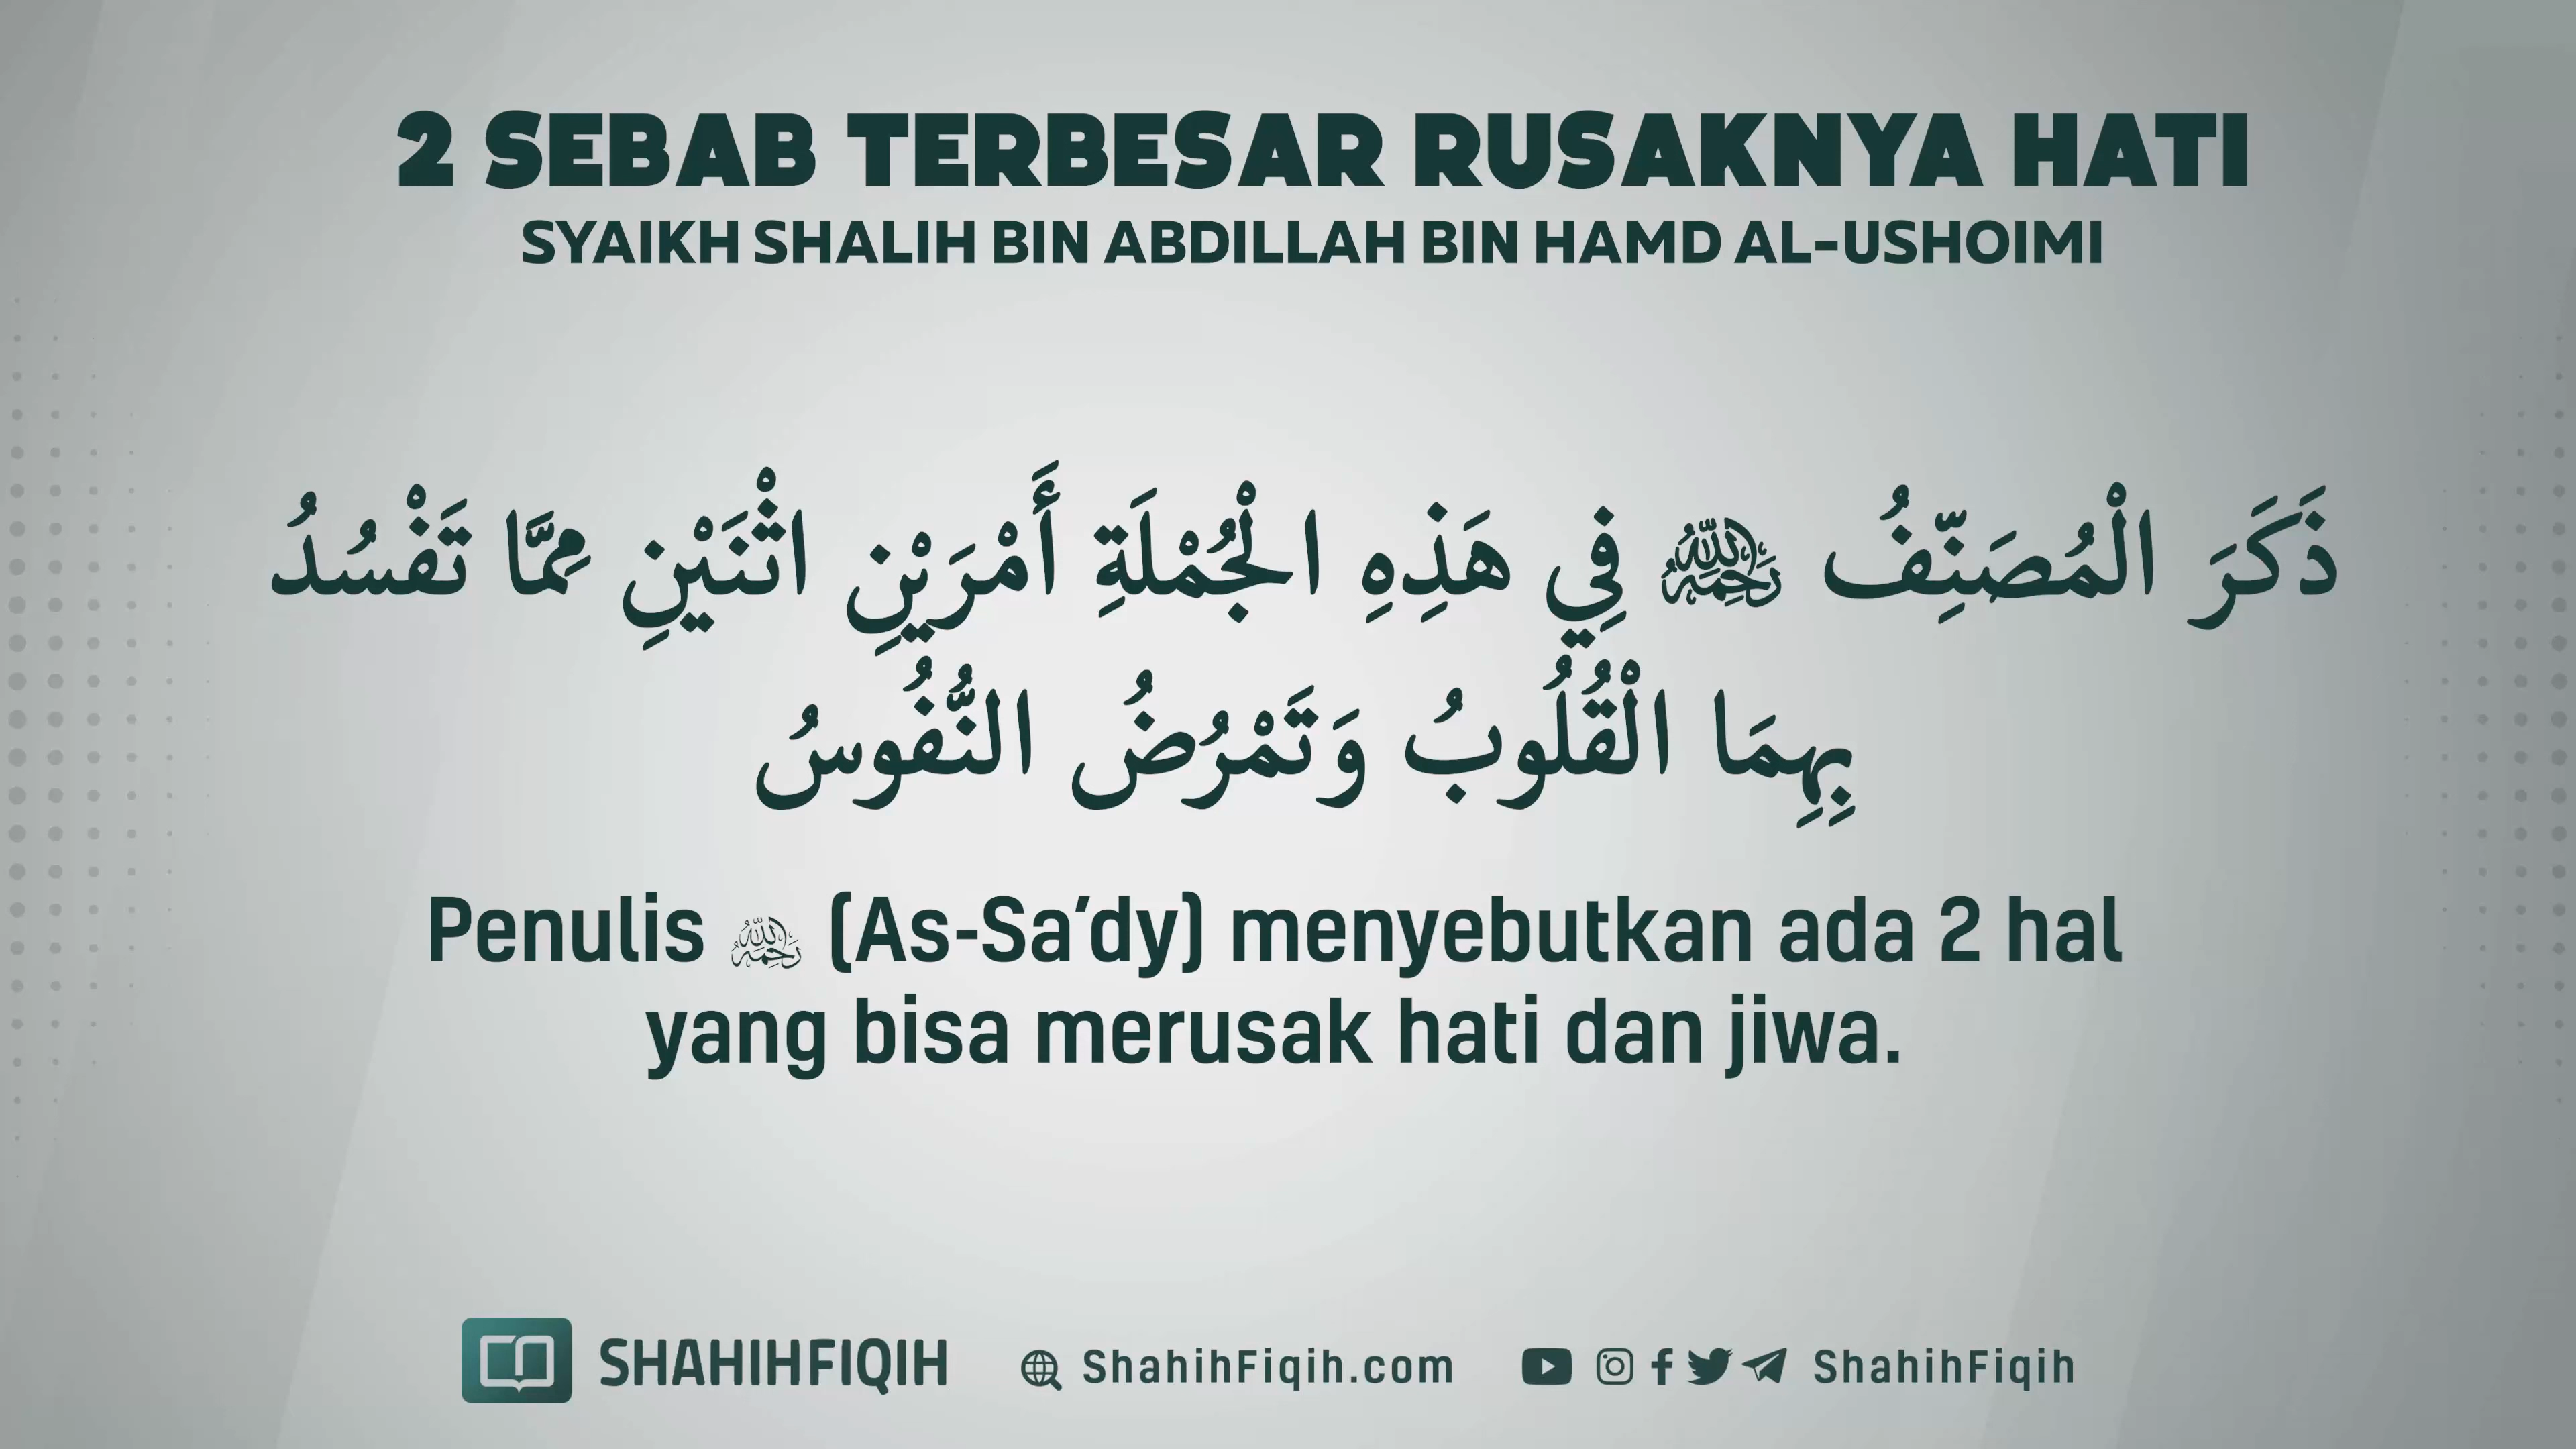 2 SEBAB TERBESAR RUSAKNYA HATI
SYAIKH SHALIH BIN ABDILLAH BIN HAMD AL-USHOIMI
ذَكَرَ الْمُصَنِّفُ رَحِمَهُ اللّٰهُ فِي هَذِهِ الْجُمْلَةِ أَمْرَيْنِ اثْنَيْنِ مِمَّا تَفْسُدُ
بِهِمَا الْقُلُوبُ وَتَمْرُضُ النُّفُوسُ
Penulis رَحِمَهُ اللّٰهُ (As-Sa’dy) menyebutkan ada 2 hal
yang bisa merusak hati dan jiwa.
SHAHIHFIQIH ShahihFiqih.com ShahihFiqih